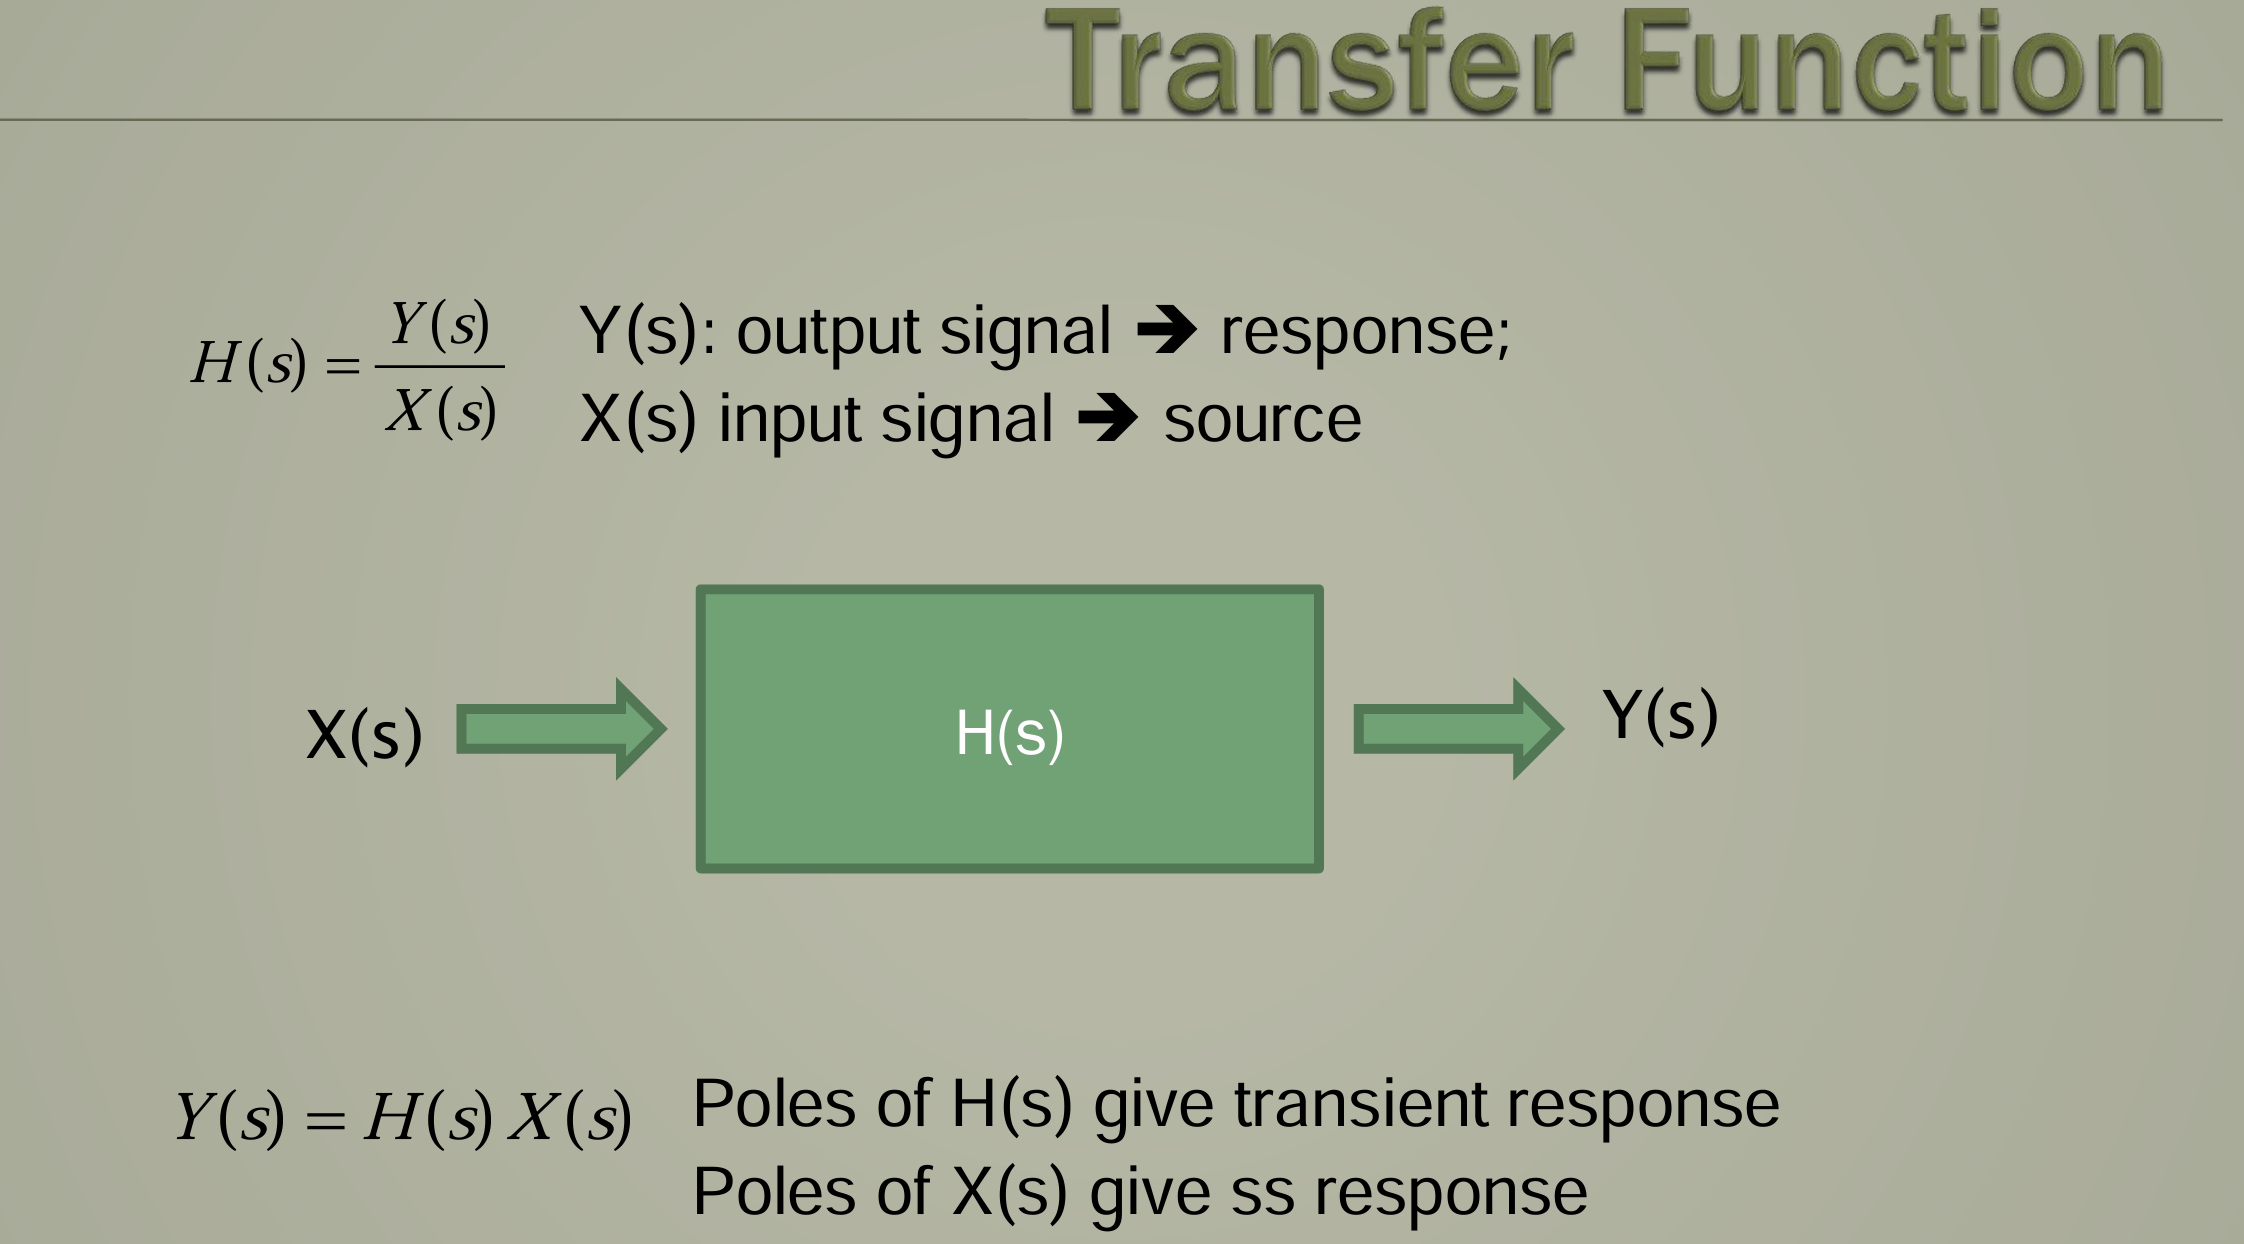 Transfer Function
H(s) = Y(s) / X(s)
Y(s): output signal 🡺 response;
X(s) input signal 🡺 source
X(s)
H(s)
Y(s)
Y(s) = H(s) X(s)
Poles of H(s) give transient response
Poles of X(s) give ss response